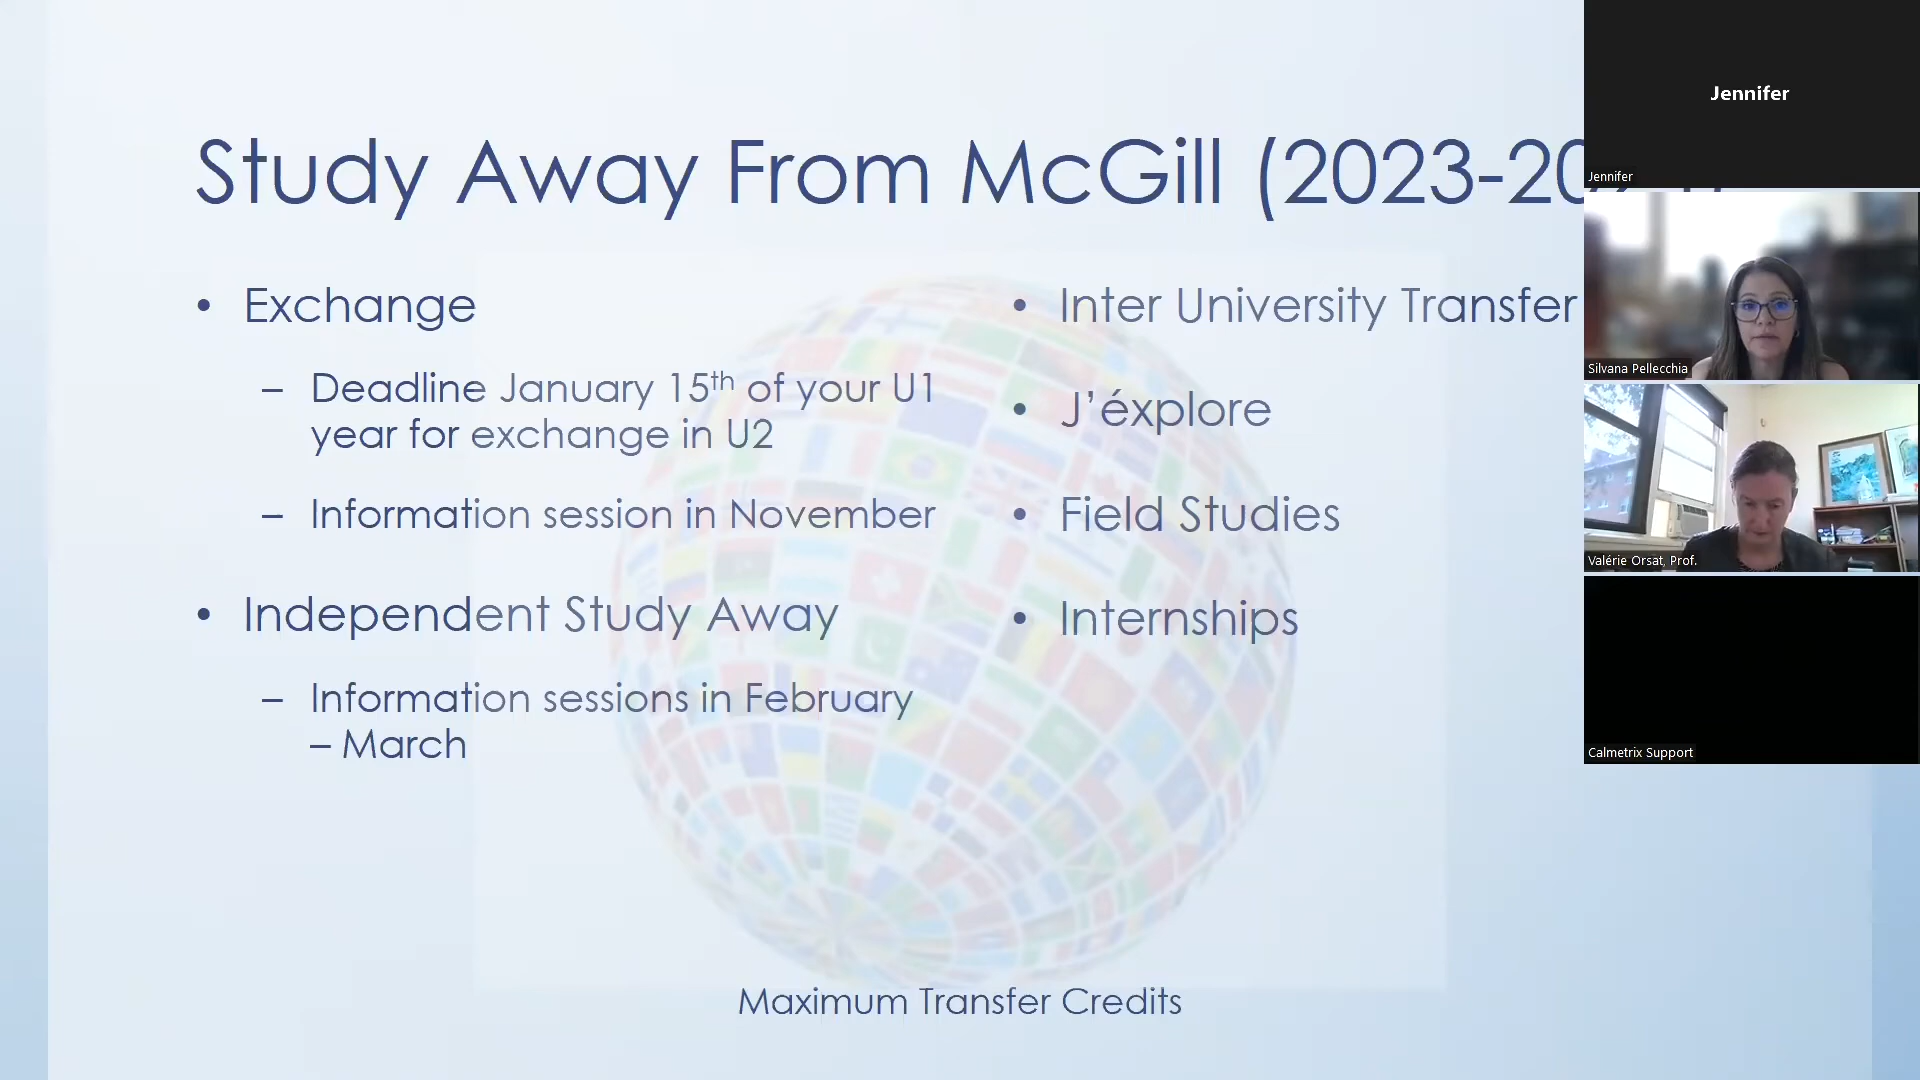 Study Away From McGill (2023-20
• Exchange
– Deadline January 15th of your U1
year for exchange in U2
– Information session in November
• Independent Study Away
– Information sessions in February
– March
• Inter University Transfer
• J’éxplore
• Field Studies
• Internships
Maximum Transfer Credits
Jennifer
Jennifer
Silvana Pellecchia
Valérie Orsat, Prof.
Calmetrix Support